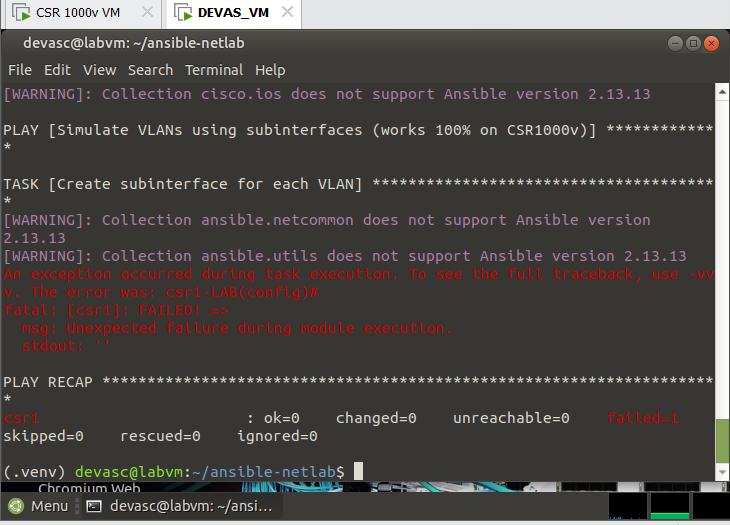 CSR 1000v VM
DEVAS_VM
devasc@labvm: ~/ansible-netlab
File Edit View Search Terminal Help
[WARNING]: Collection cisco.ios does not support Ansible version 2.13.13
PLAY [Simulate VLANs using subinterfaces (works 100% on CSR1000v)] ************
*
TASK [Create subinterface for each VLAN] **************************************
*
[WARNING]: Collection ansible.netcommon does not support Ansible version
2.13.13
[WARNING]: Collection ansible.utils does not support Ansible version 2.13.13
An exception occurred during task execution. To see the full traceback, use -vv
v. The error was: csr1-LAB(config)#
fatal: [csr1]: FAILED! =>
msg: Unexpected failure during module execution.
stdout: ''
PLAY RECAP ********************************************************************
*
csr1 : ok=0 changed=0 unreachable=0 failed=1
skipped=0 rescued=0 ignored=0
(.venv) devasc@labvm:~/ansible-netlab$
Chromium Web
Menu
devasc@labvm: ~/ansi...